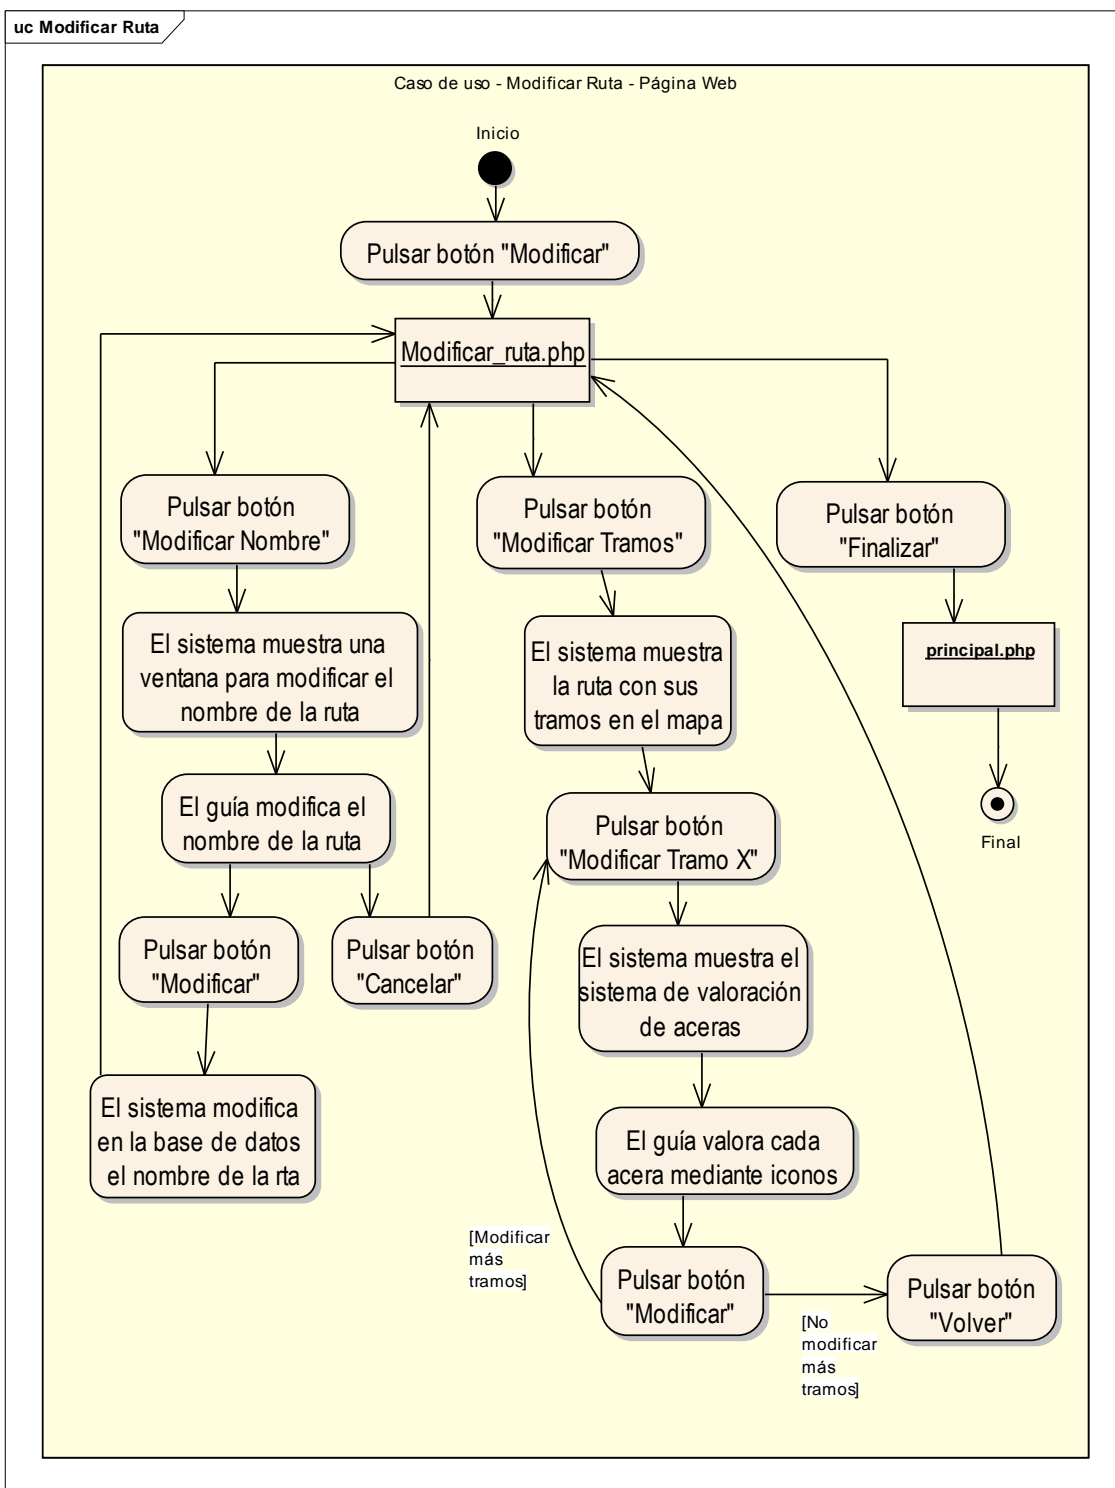 uc Modificar Ruta
Caso de uso - Modificar Ruta - Página Web
Inicio
Pulsar botón "Modificar"
Modificar_ruta.php
Pulsar botón
"Modificar Nombre"
El sistema muestra una
ventana para modificar el
nombre de la ruta
El guía modifica el
nombre de la ruta
Pulsar botón
"Modificar"
Pulsar botón
"Cancelar"
El sistema modifica
en la base de datos
el nombre de la rta
Pulsar botón
"Modificar Tramos"
El sistema muestra
la ruta con sus
tramos en el mapa
Pulsar botón
"Modificar Tramo X"
El sistema muestra el
sistema de valoración
de aceras
El guía valora cada
acera mediante iconos
[Modificar
más
tramos]
Pulsar botón
"Modificar"
[No
modificar
más
tramos]
Pulsar botón
"Volver"
Pulsar botón
"Finalizar"
principal.php
Final